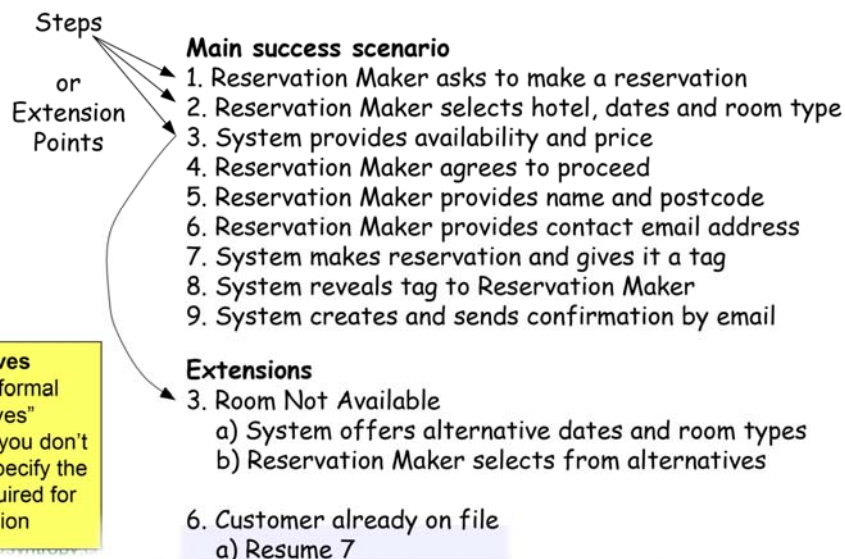 Steps
or
Extension
Points
Main success scenario
1. Reservation Maker asks to make a reservation
2. Reservation Maker selects hotel, dates and room type
3. System provides availability and price
4. Reservation Maker agrees to proceed
5. Reservation Maker provides name and postcode
6. Reservation Maker provides contact email address
7. System makes reservation and gives it a tag
8. System reveals tag to Reservation Maker
9. System creates and sends confirmation by email
ves
formal
ves"
you don't
pecify the
uired for
ion
Extensions
3. Room Not Available
a) System offers alternative dates and room types
b) Reservation Maker selects from alternatives
6. Customer already on file
a) Resume 7